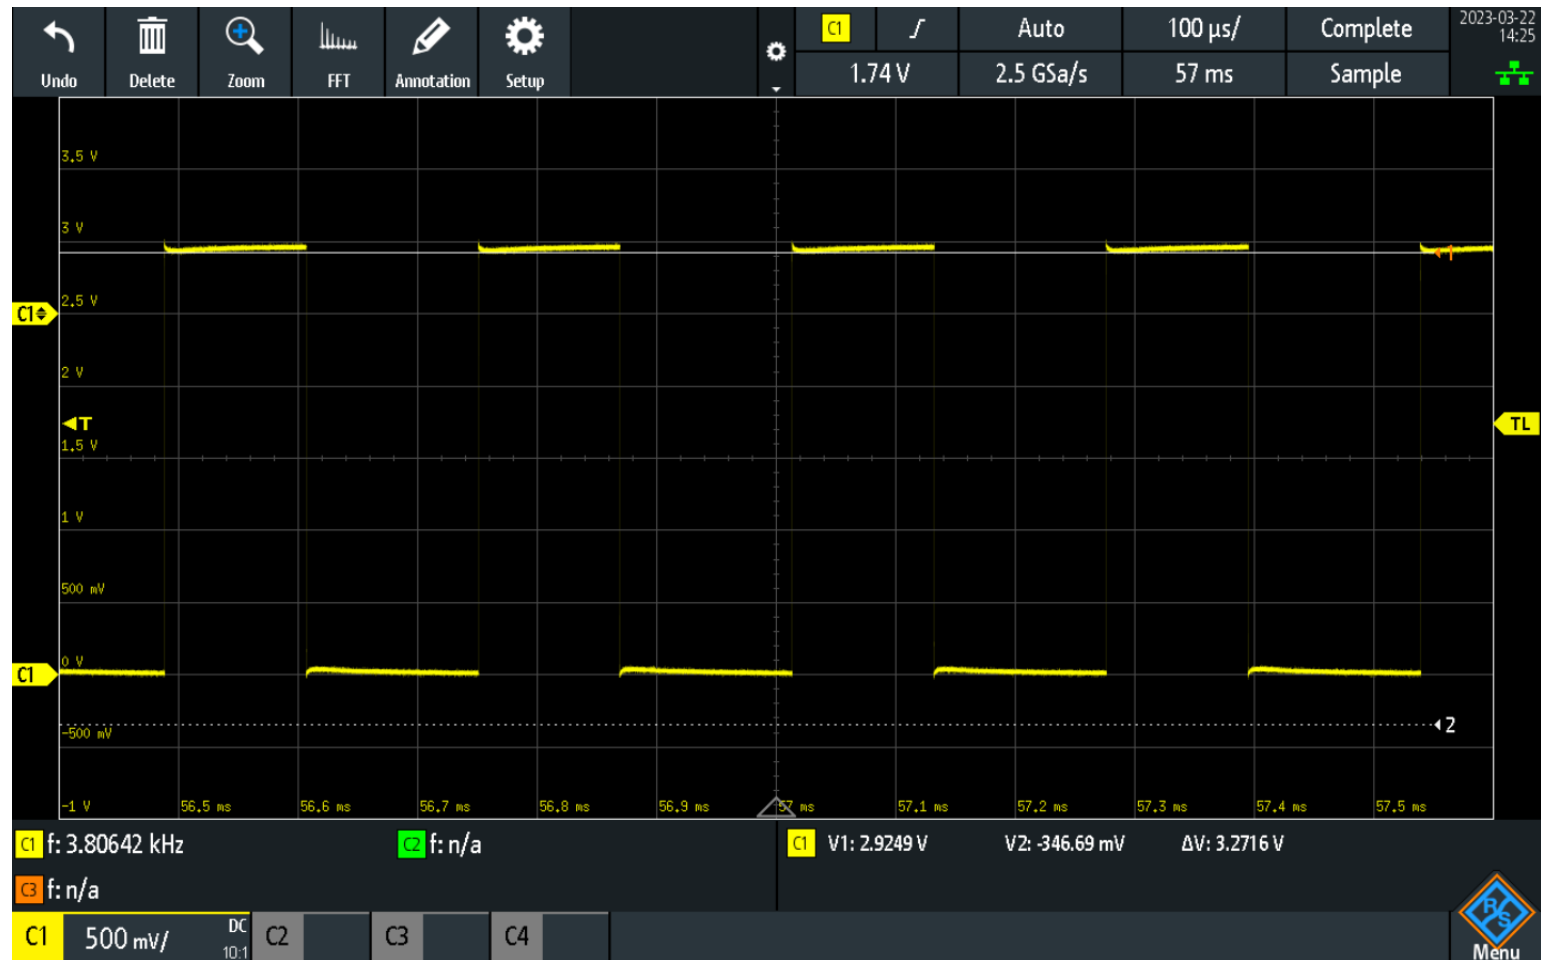 Undo Delete Zoom FFT Annotation Setup
C1 Auto 100 µs/ Complete 2023-03-22
14:25
1.74 V 2.5 GSa/s 57 ms Sample
3.5 V
3 V
1
2.5 V
C1
2 V
T TL
1.5 V
1 V
500 mV
0 V
C1
2
-500 mV
-1 V 56.5 ms 56.6 ms 56.7 ms 56.8 ms 56.9 ms 57 ms 57.1 ms 57.2 ms 57.3 ms 57.4 ms 57.5 ms
C1 f: 3.80642 kHz C2 f: n/a C1 V1: 2.9249 V V2: -346.69 mV ΔV: 3.2716 V
C3 f: n/a
C1 500 mV/ DC 10:1 C2 C3 C4
R/S
Menu